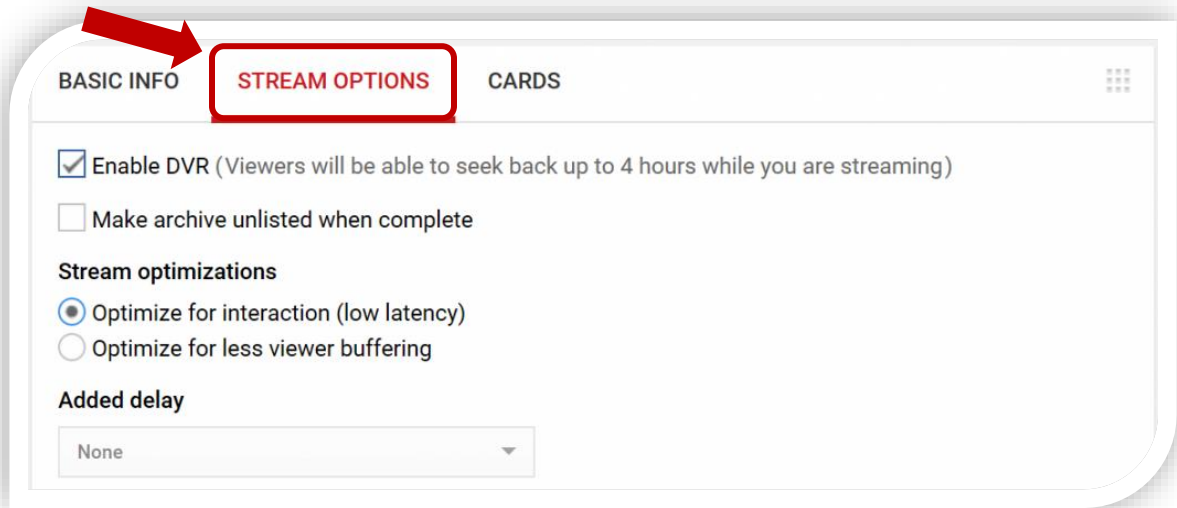 BASIC INFO STREAM OPTIONS CARDS
Enable DVR (Viewers will be able to seek back up to 4 hours while you are streaming)
Make archive unlisted when complete
Stream optimizations
Optimize for interaction (low latency)
Optimize for less viewer buffering
Added delay
None